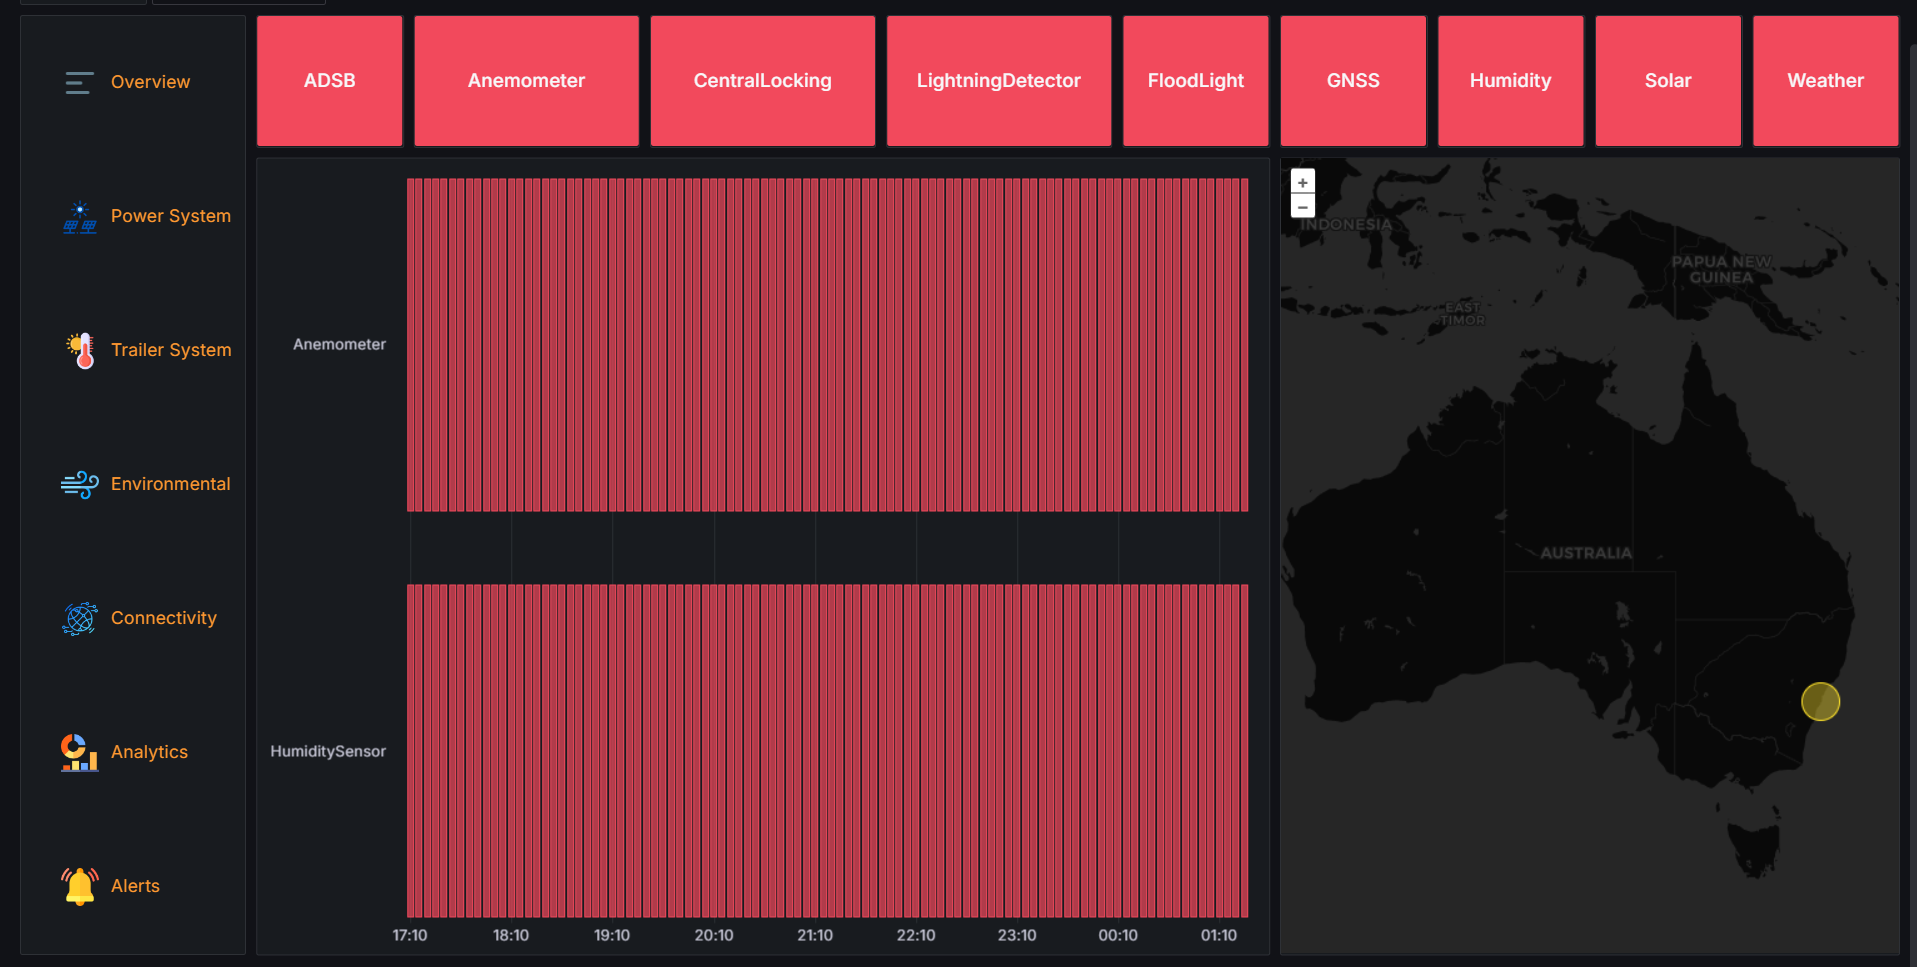 Overview
Power System
Trailer System
Environmental
Connectivity
Analytics
Alerts
ADSB
Anemometer
CentralLocking
LightningDetector
FloodLight
GNSS
Humidity
Solar
Weather
Anemometer
HumiditySensor
17:10
18:10
19:10
20:10
21:10
22:10
23:10
00:10
01:10
+
−
INDONESIA
PAPUA NEW
GUINEA
EAST
TIMOR
AUSTRALIA